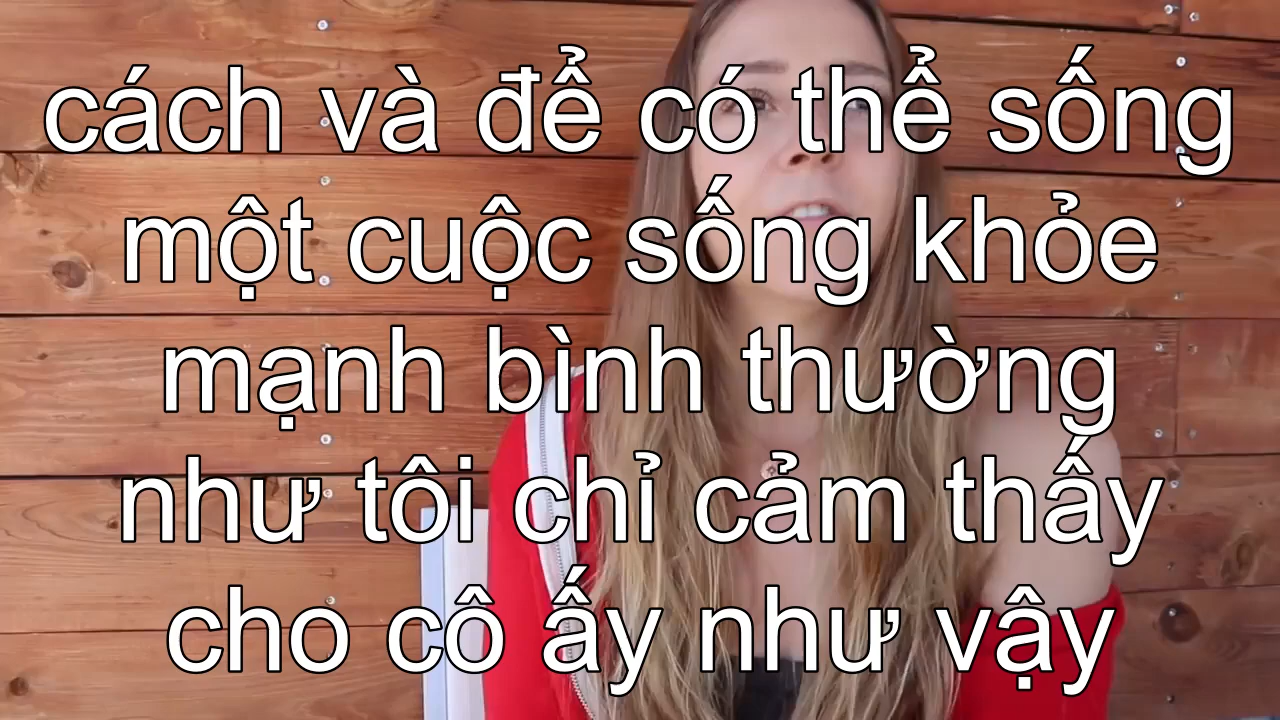 cách và để có thể sống
một cuộc sống khỏe
mạnh bình thường
như tôi chỉ cảm thấy
cho cô ấy như vậy